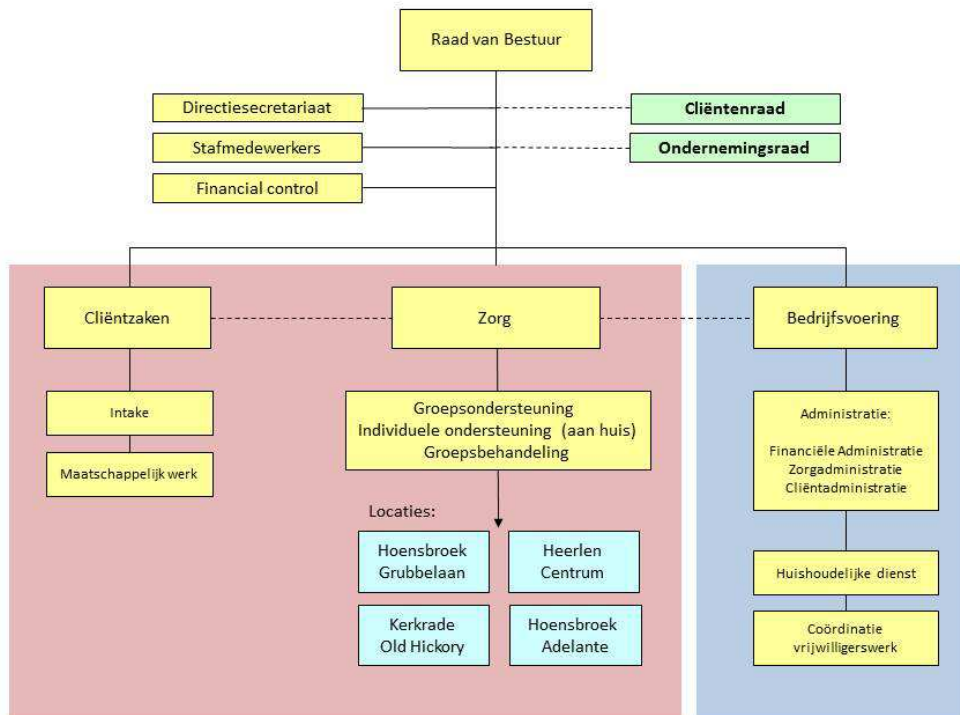 Raad van Bestuur
Directiesecretariaat
Cliëntenraad
Stafmedewerkers
Ondernemingsraad
Financial control
Cliëntzaken
Zorg
Bedrijfsvoering
Intake
Maatschappelijk werk
Groepsondersteuning
Individuele ondersteuning (aan huis)
Groepsbehandeling
Administratie:
Financiële Administratie
Zorgadministratie
Cliëntadministratie
Locaties:
Hoensbroek
Grubbelaan
Heerlen
Centrum
Kerkrade
Old Hickory
Hoensbroek
Adelante
Huishoudelijke dienst
Coördinatie
vrijwilligerswerk